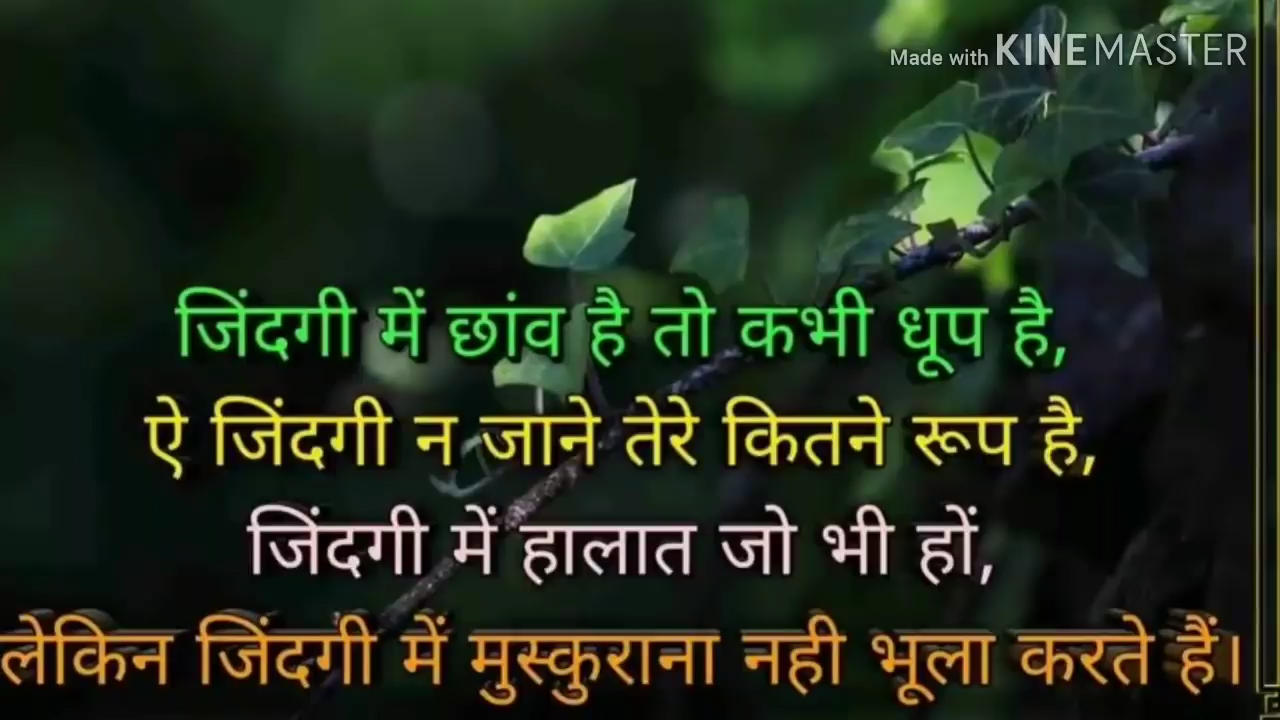 Made with KINEMASTER
जिंदगी में छांव है तो कभी धूप है,
ऐ जिंदगी न जाने तेरे कितने रूप है,
जिंदगी में हालात जो भी हों,
लेकिन जिंदगी में मुस्कुराना नही भूला करते हैं।